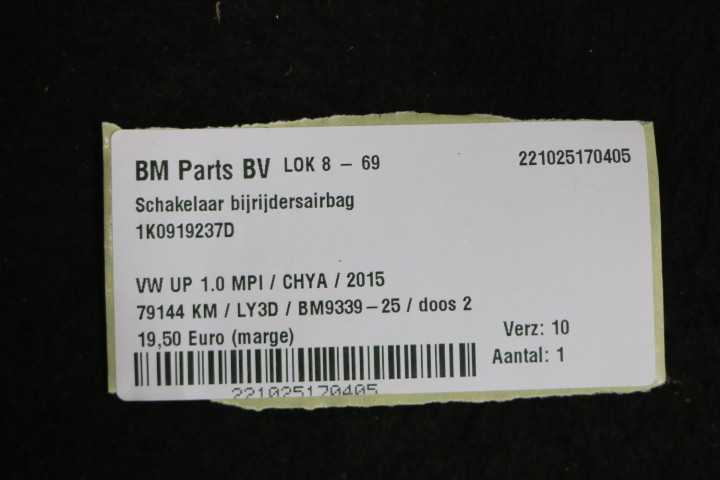 BM Parts BV LOK 8 - 69 221025170405
Schakelaar bijrijdersairbag
1K0919237D
VW UP 1.0 MPI / CHYA / 2015
79144 KM / LY3D / BM9339-25 / doos 2
19,50 Euro (marge)
Verz: 10
Aantal: 1
221025170405